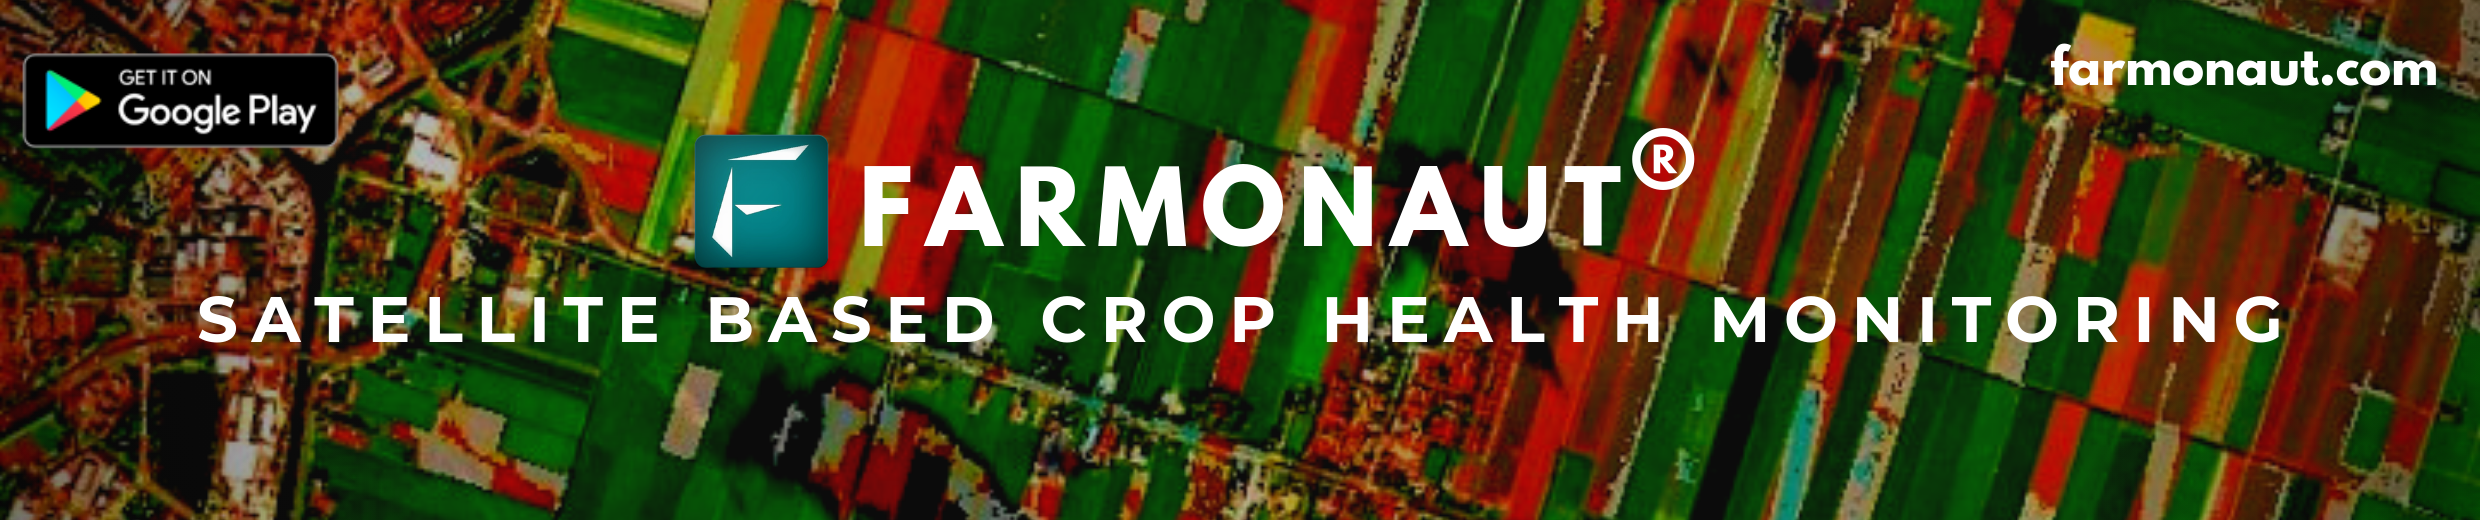 GET IT ON
Google Play
farmonaut.com
F FARMONAUT®
SATELLITE BASED CROP HEALTH MONITORING